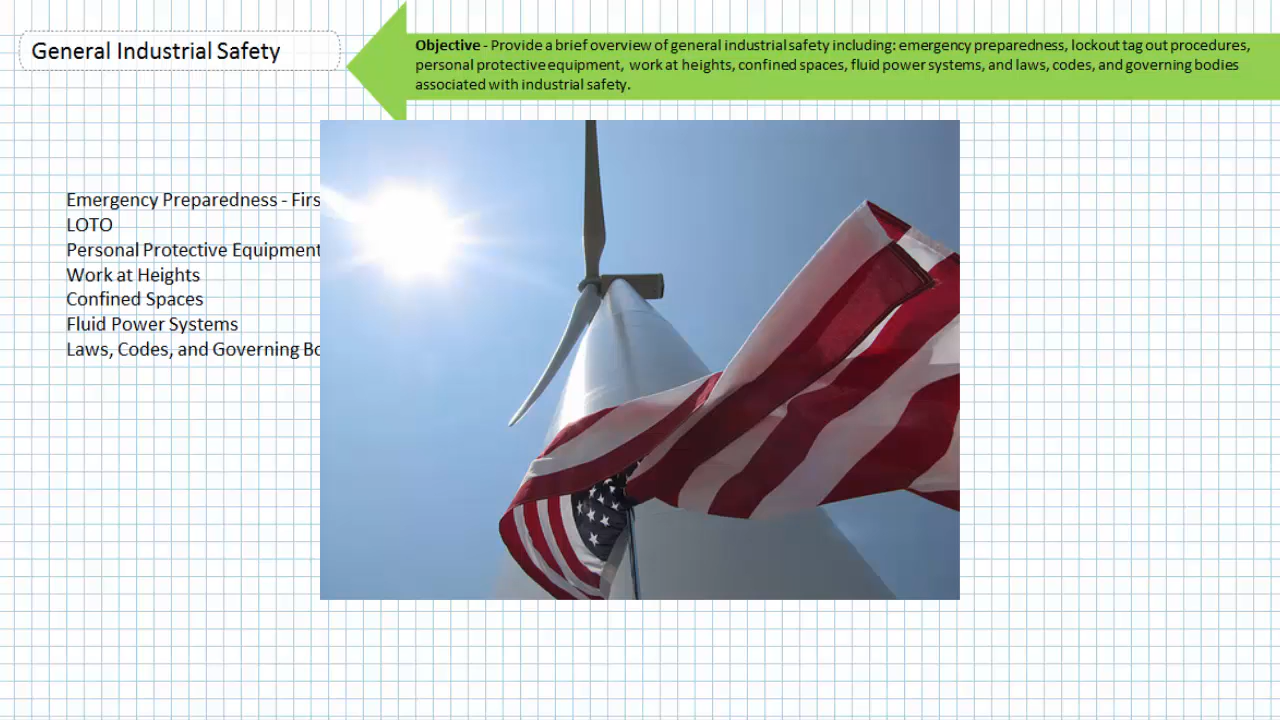 General Industrial Safety
Objective - Provide a brief overview of general industrial safety including: emergency preparedness, lockout tag out procedures,
personal protective equipment, work at heights, confined spaces, fluid power systems, and laws, codes, and governing bodies
associated with industrial safety.
Emergency Preparedness - Firs
LOTO
Personal Protective Equipment
Work at Heights
Confined Spaces
Fluid Power Systems
Laws, Codes, and Governing Bo